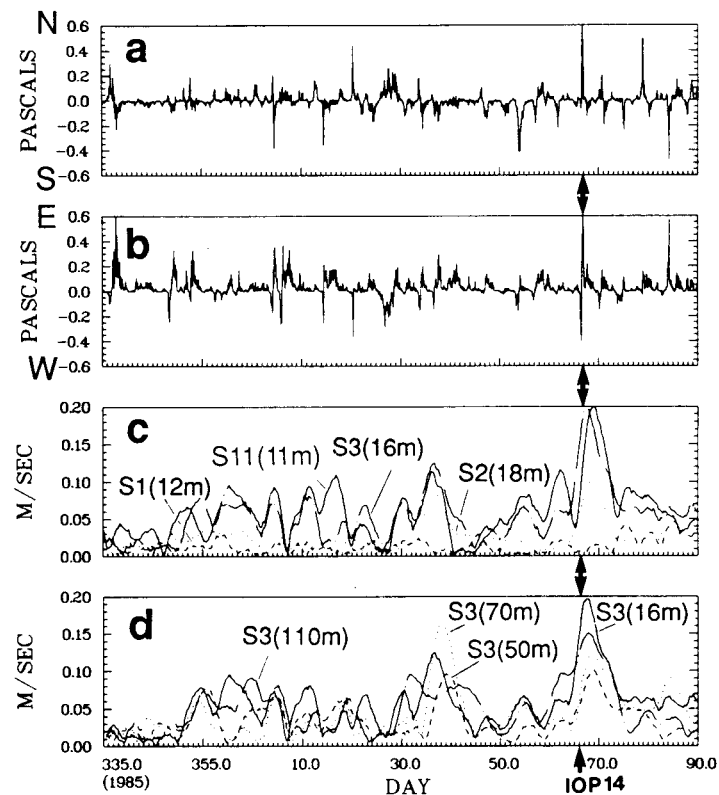 N
0.6
a
0.4
0.2
PASCALS
0.0
−0.2
−0.4
S −0.6
E 0.6
b
0.4
0.2
PASCALS
0.0
−0.2
−0.4
W −0.6
0.20
c
0.15
M/SEC
S11(11m) S3(16m)
0.10
S1(12m) S2(18m)
0.05
0.00
0.20
d
S3(70m) S3(16m)
0.15
M/SEC
S3(110m) S3(50m)
0.10
0.05
0.00
335.0 355.0 10.0 30.0 50.0 70.0 90.0
(1985) DAY IOP14